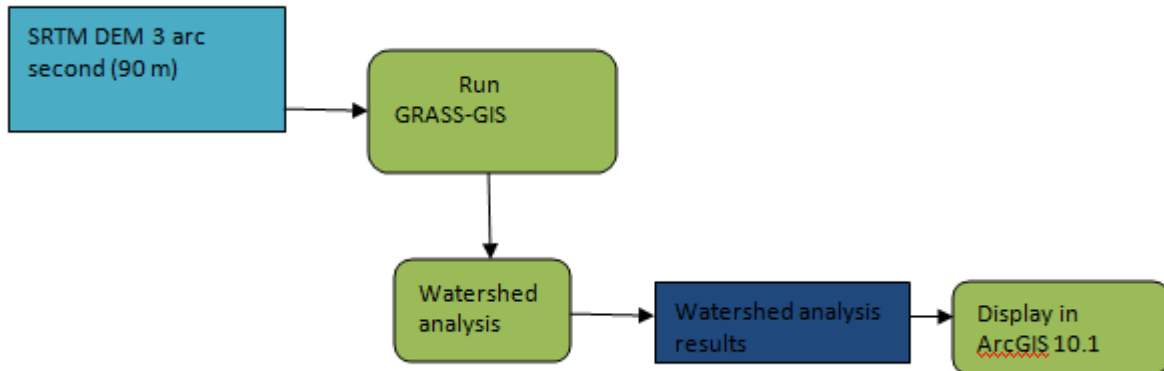 SRTM DEM 3 arc
second (90 m)
Run
GRASS-GIS
Watershed
analysis
Watershed analysis
results
Display in
ArcGIS 10.1